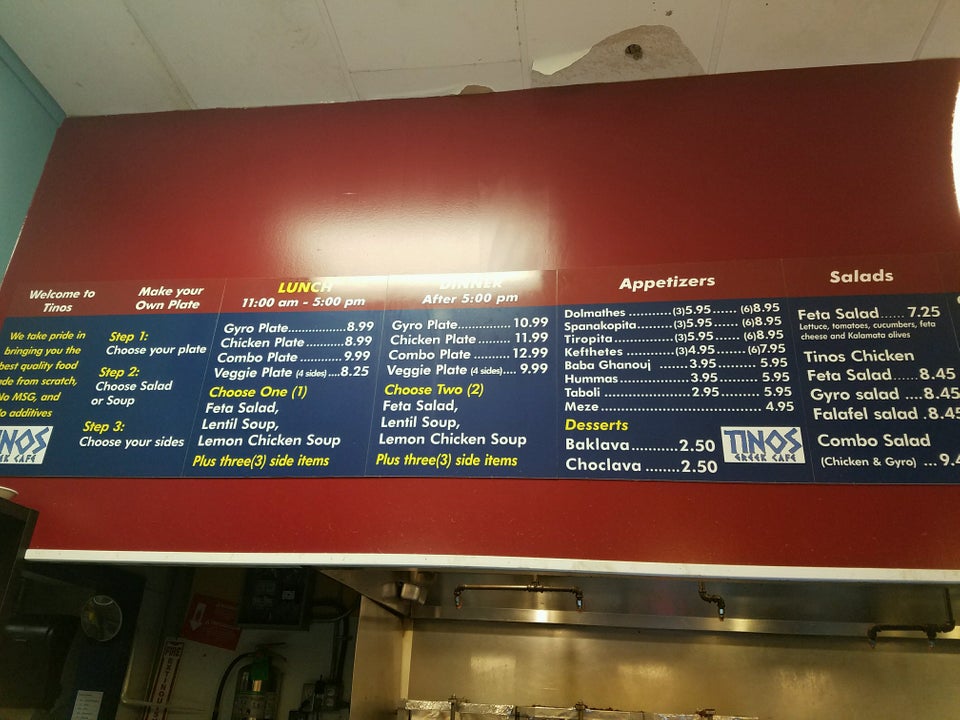 Welcome to
Tinos
We take pride in
bringing you the
best quality food
from scratch,
No MSG, and
additives
TINOS
CAFE
Make your
Own Plate
Step 1:
Choose your plate
Step 2:
Choose Salad
or Soup
Step 3:
Choose your sides
LUNCH
11:00 am - 5:00 pm
Gyro Plate..............8.99
Chicken Plate.........8.99
Combo Plate..........9.99
Veggie Plate (4 sides)....8.25
Choose One (1)
Feta Salad,
Lentil Soup,
Lemon Chicken Soup
Plus three(3) side items
DINNER
After 5:00 pm
Gyro Plate.............10.99
Chicken Plate........11.99
Combo Plate..........12.99
Veggie Plate (4 sides).... 9.99
Choose Two (2)
Feta Salad,
Lentil Soup,
Lemon Chicken Soup
Plus three(3) side items
Appetizers
Dolmathes ..........(3)5.95...... (6)8.95
Spanakopita.........(3)5.95...... (6)8.95
Tiropita................(3)5.95....... (6)8.95
Kefthetes .............(3)4.95........ (6)7.95
Baba Ghanouj ........3.95....... 5.95
Hummas..................3.95....... 5.95
Taboli ......................2.95....... 5.95
Meze ....................................... 4.95
Desserts
Baklava...........2.50
Choclava ........2.50
TINOS
GREEK CAFE
Salads
Feta Salad.......7.25
Lettuce, tomatoes, cucumbers, feta
cheese and Kalamata olives
Tinos Chicken
Feta Salad......8.45
Gyro salad ....8.45
Falafel salad .8.45
Combo Salad
(Chicken & Gyro) ...9.4